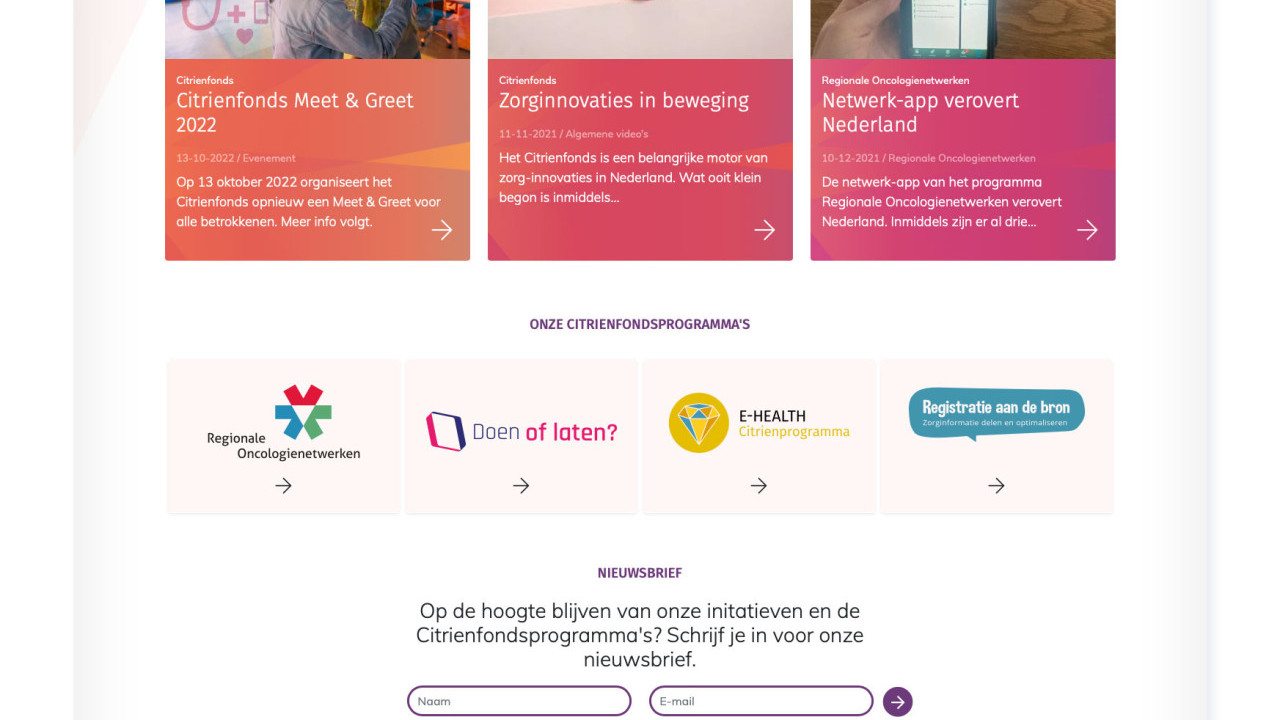 Citrienfonds
Citrienfonds Meet & Greet
2022
13-10-2022 / Evenement
Op 13 oktober 2022 organiseert het
Citrienfonds opnieuw een Meet & Greet voor
alle betrokkenen. Meer info volgt.
Citrienfonds
Zorginnovaties in beweging
11-11-2021 / Algemene video's
Het Citrienfonds is een belangrijke motor van
zorg-innovaties in Nederland. Wat ooit klein
begon is inmiddels...
Regionale Oncologienetwerken
Netwerk-app verovert
Nederland
10-12-2021 / Regionale Oncologienetwerken
De netwerk-app van het programma
Regionale Oncologienetwerken verovert
Nederland. Inmiddels zijn er al drie...
ONZE CITRIENFONDSPROGRAMMA'S
Regionale
Oncologienetwerken
Doen of laten?
E-HEALTH
Citrienprogramma
Registratie aan de bron
Zorginformatie delen en optimaliseren
NIEUWSBRIEF
Op de hoogte blijven van onze initatieven en de
Citrienfondsprogramma's? Schrijf je in voor onze
nieuwsbrief.
Naam
E-mail